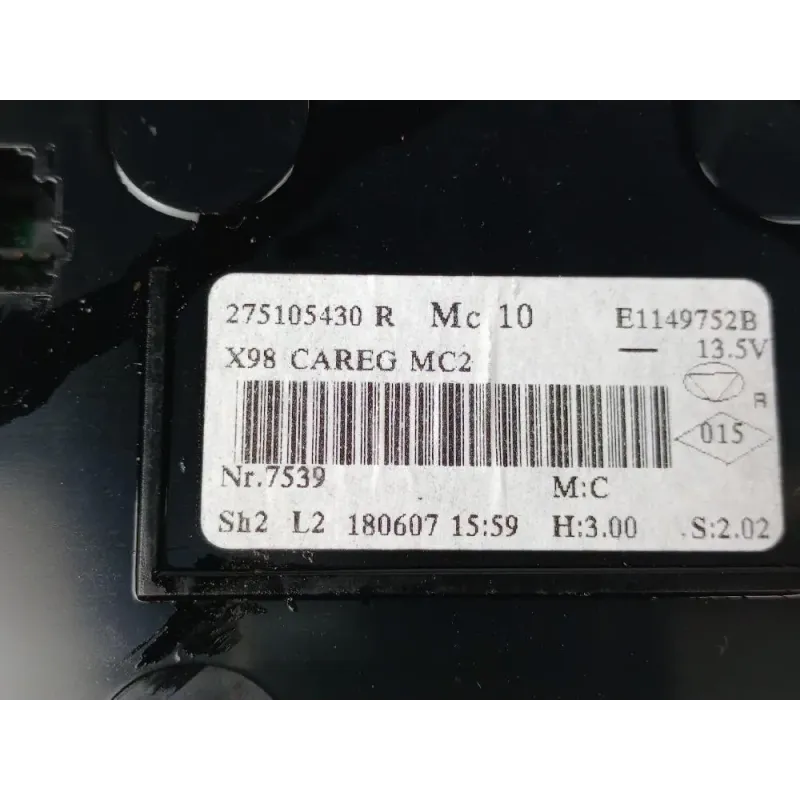 275105430 R Mc 10 E1149752B
X98 CAREG MC2 — 13.5V
R
015
Nr.7539 M:C
Sh2 L2 180607 15:59 H:3.00 S:2.02